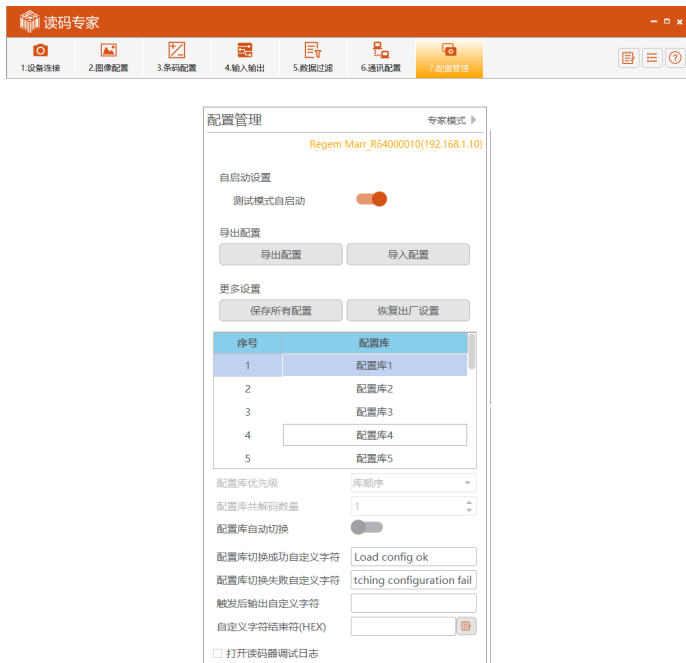 读码专家
1.设备连接 2.图像配置 3.条码配置 4.输入输出 5.数据过滤 6.通讯配置 7.配置管理
配置管理 专家模式
Regem Marr_R64000010(192.168.1.10)
自启动设置
测试模式自启动
导出配置
导出配置 导入配置
更多设置
保存所有配置 恢复出厂设置
序号 配置库
1 配置库1
2 配置库2
3 配置库3
4 配置库4
5 配置库5
配置库优先级 库顺序
配置库共解码数量 1
配置库自动切换
配置库切换成功自定义字符 Load config ok
配置库切换失败自定义字符 tching configuration fail
触发后输出自定义字符
自定义字符结束符(HEX)
打开读码器调试日志